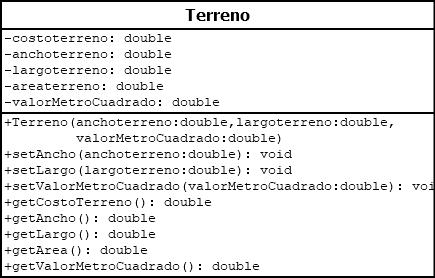 Terreno
-costoterreno: double
-anchoterreno: double
-largoterreno: double
-areaterreno: double
-valorMetroCuadrado: double
+Terreno(anchoterreno:double,largoterreno:double,
valorMetroCuadrado:double)
+setAncho(anchoterreno:double): void
+setLargo(largoterreno:double): void
+setValorMetroCuadrado(valorMetroCuadrado:double): voi
+getCostoTerreno(): double
+getAncho(): double
+getLargo(): double
+getArea(): double
+getValorMetroCuadrado(): double